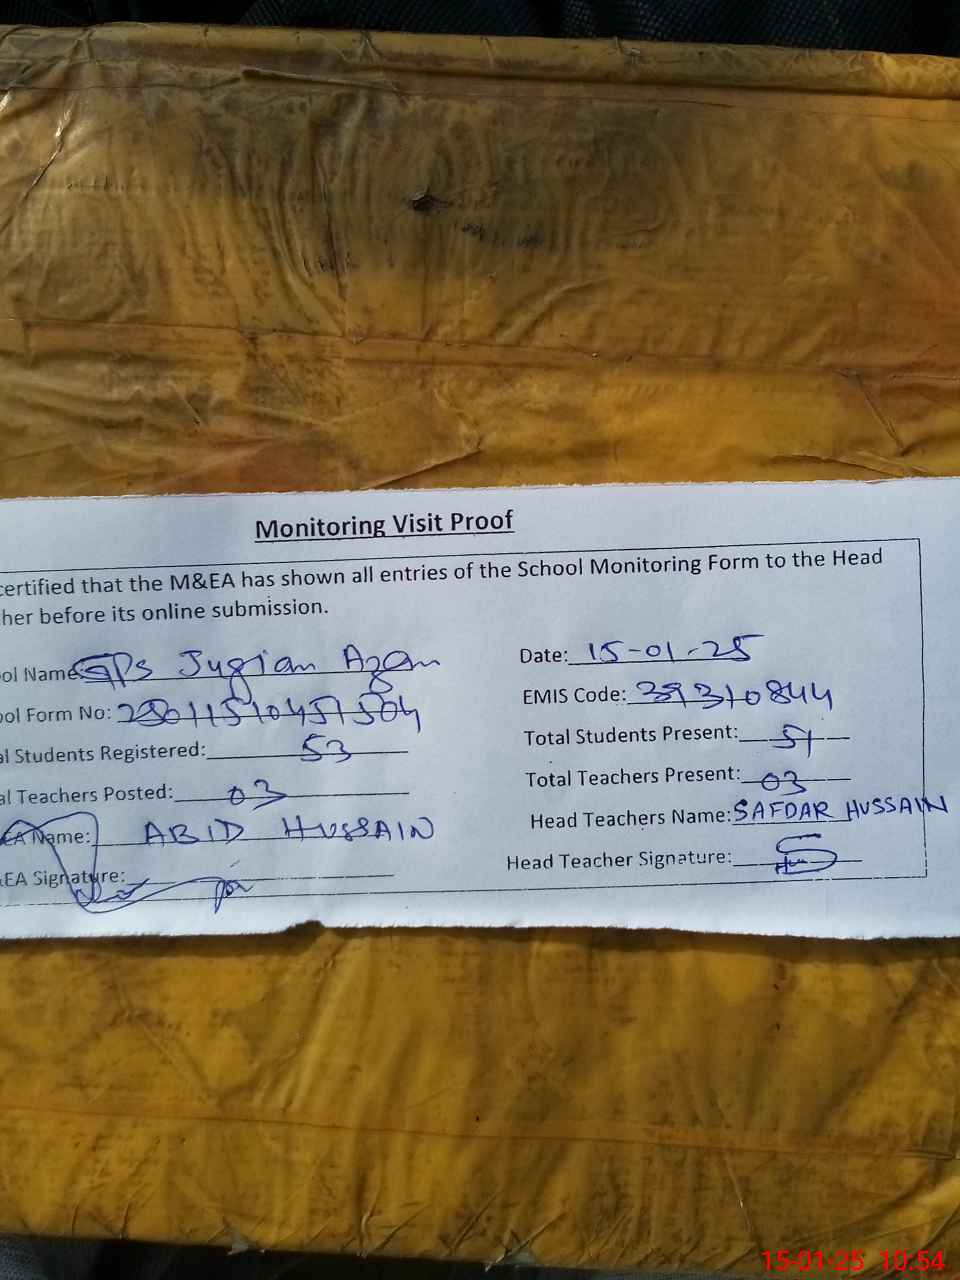 Monitoring Visit Proof
certified that the M&EA has shown all entries of the School Monitoring Form to the Head
her before its online submission.
ol Name: GPS Jugian Azam Date: 15-01-25
ool Form No: EMIS Code: 39310844
al Students Registered: 53 Total Students Present: 51
al Teachers Posted: 03 Total Teachers Present: 03
EA Name: ABID HUSSAIN Head Teachers Name: SAFDAR HUSSAIN
EA Signature: Head Teacher Signature:
15-01-25 10:54